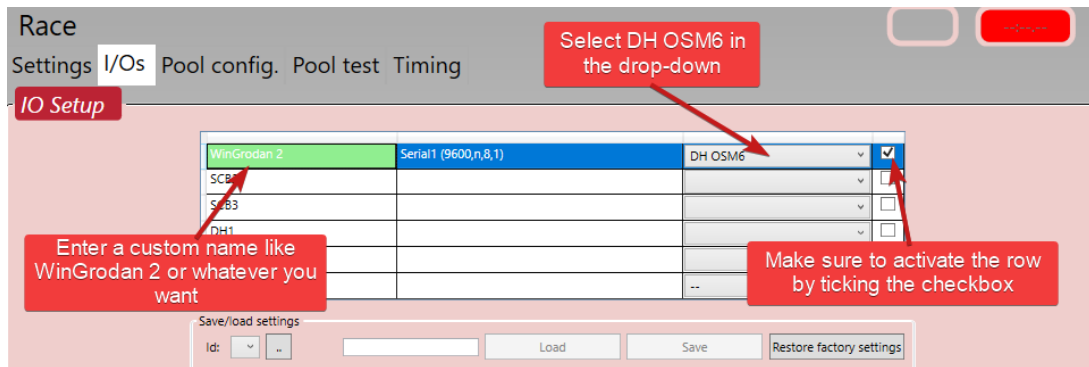 Race
--:--.--
Settings I/Os Pool config. Pool test Timing
Select DH OSM6 in
the drop-down
IO Setup
WinGrodan 2 Serial1 (9600,n,8,1) DH OSM6
SCB3
DH1
--
Enter a custom name like
WinGrodan 2 or whatever you
want
Make sure to activate the row
by ticking the checkbox
Save/load settings
Id: .. Load Save Restore factory settings